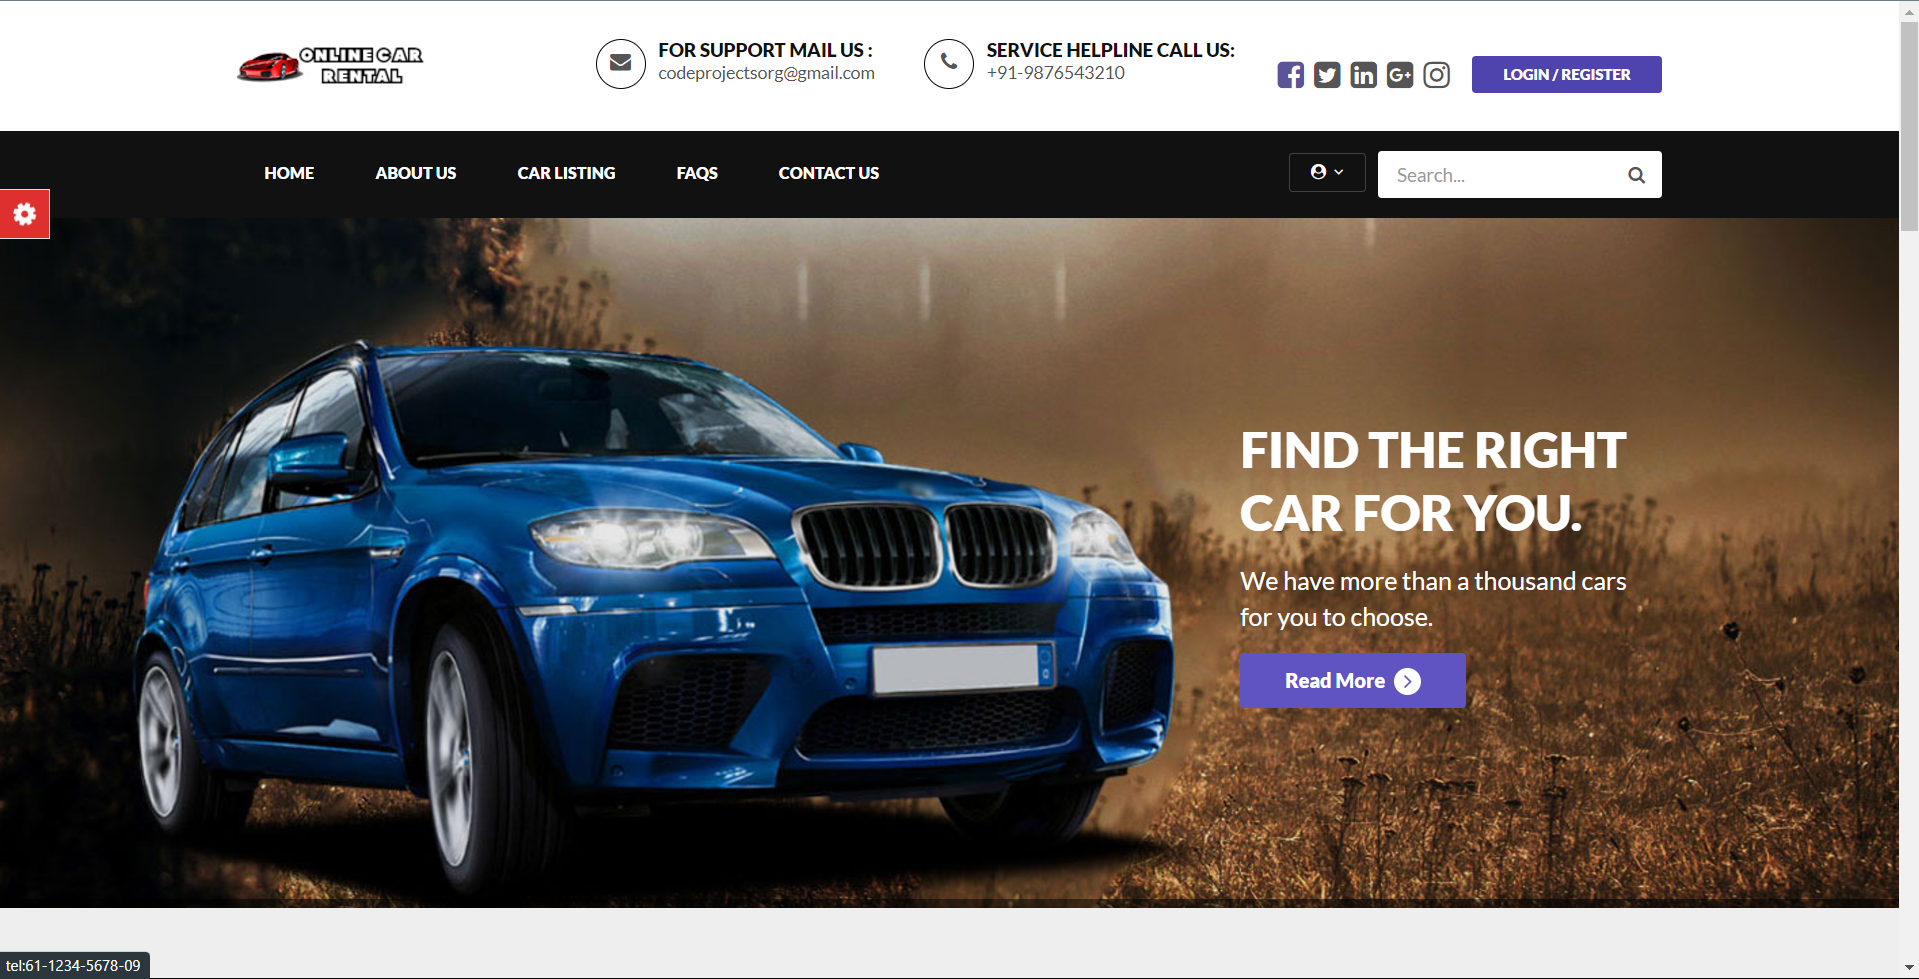 ONLINE CAR
RENTAL
FOR SUPPORT MAIL US :
codeprojectsorg@gmail.com
SERVICE HELPLINE CALL US:
+91-9876543210
LOGIN / REGISTER
HOME
ABOUT US
CAR LISTING
FAQS
CONTACT US
Search...
FIND THE RIGHT
CAR FOR YOU.
We have more than a thousand cars
for you to choose.
Read More
tel:61-1234-5678-09